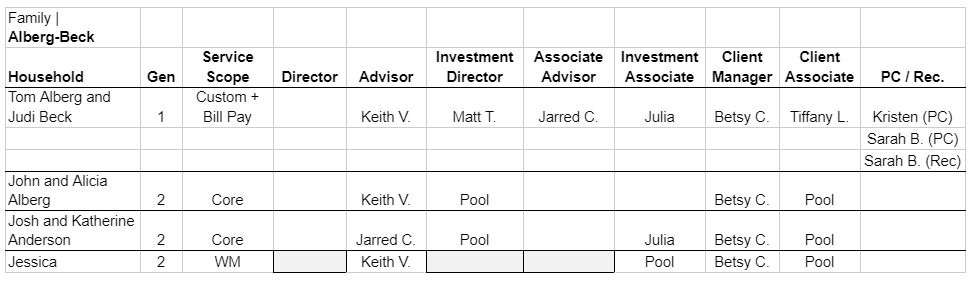 Family |
Alberg-Beck
Household Gen Service Scope Director Advisor Investment Director Associate Advisor Investment Associate Client Manager Client Associate PC / Rec.
Tom Alberg and
Judi Beck 1 Custom + Bill Pay Keith V. Matt T. Jarred C. Julia Betsy C. Tiffany L. Kristen (PC)
Sarah B. (PC)
Sarah B. (Rec)
John and Alicia
Alberg 2 Core Keith V. Pool Betsy C. Pool
Josh and Katherine
Anderson 2 Core Jarred C. Pool Julia Betsy C. Pool
Jessica 2 WM Keith V. Pool Betsy C. Pool